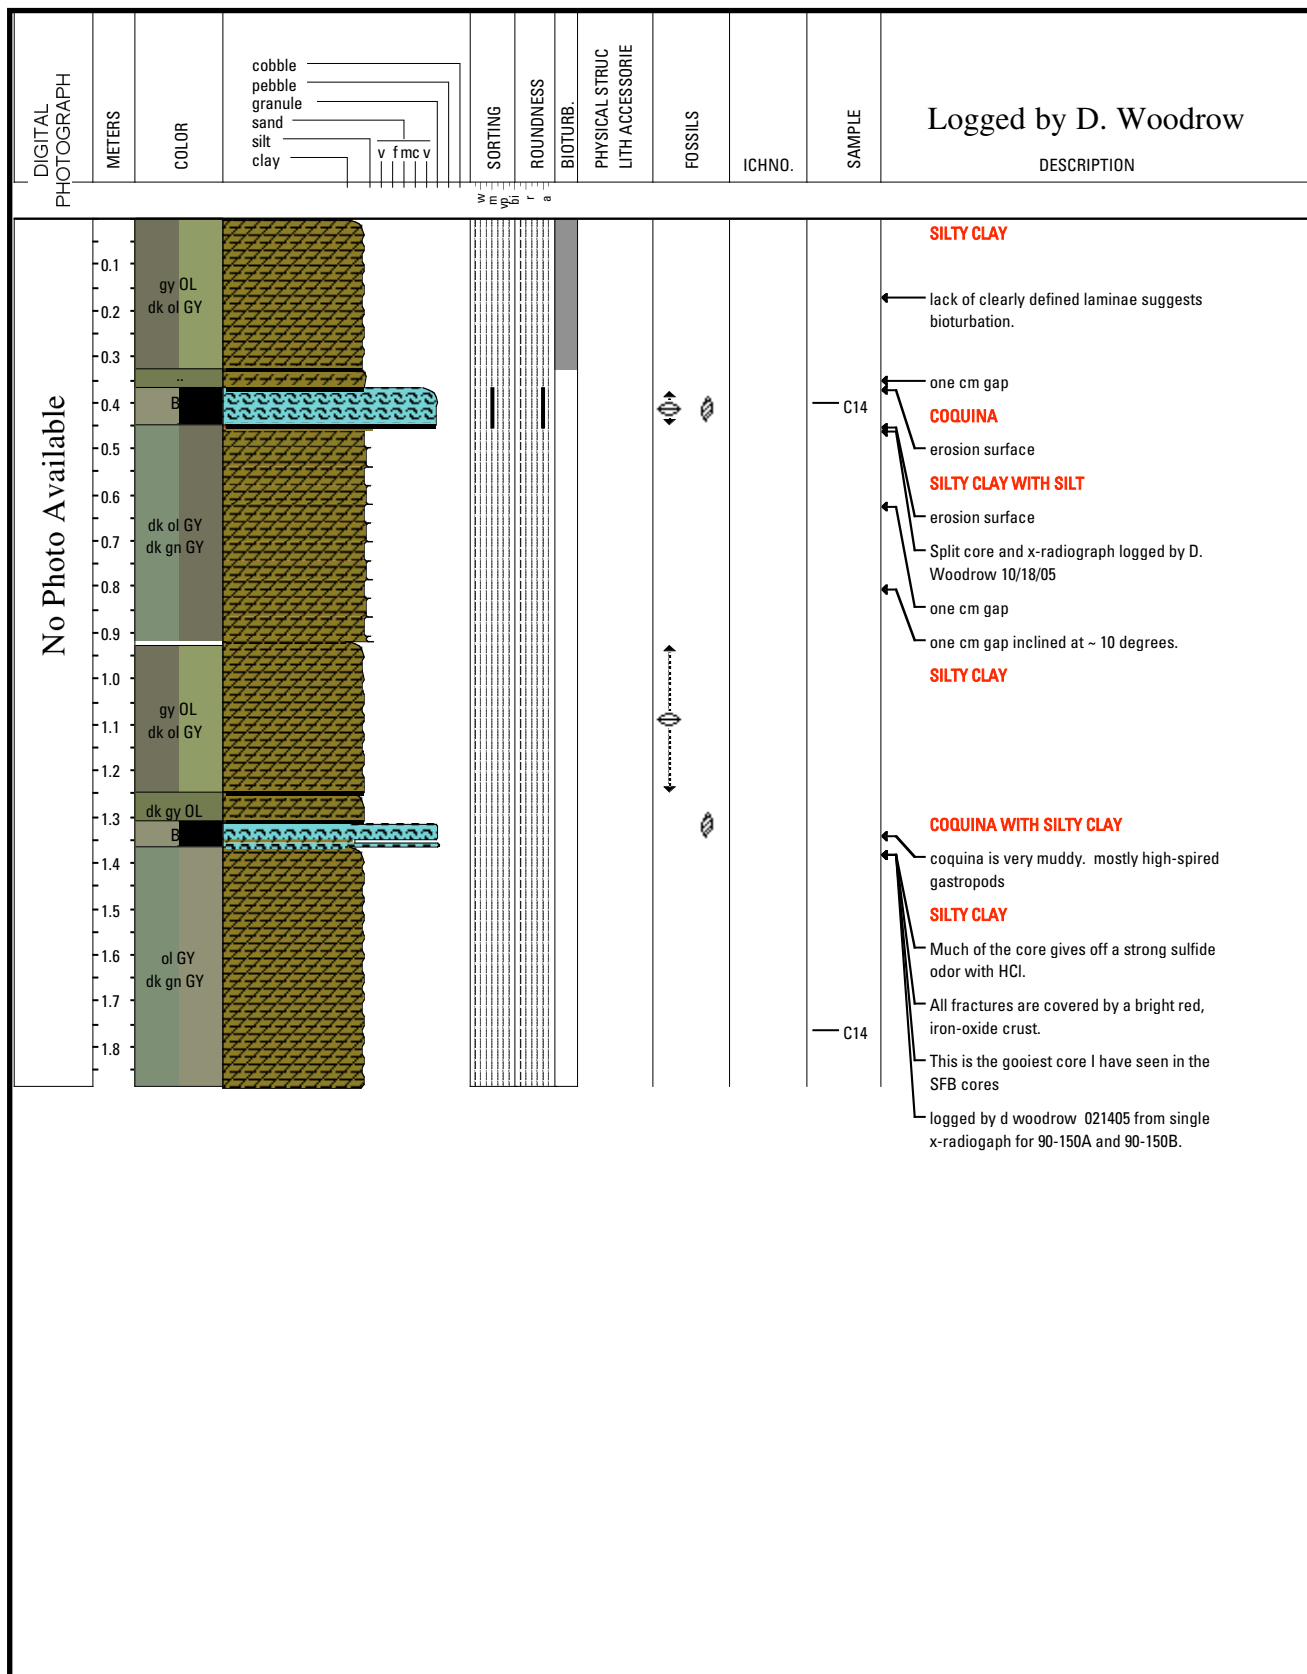 DIGITAL
PHOTOGRAPH
METERS
COLOR
cobble
pebble
granule
sand
silt
clay
v f m c v
SORTING
ROUNDNESS
BIOTURB.
PHYSICAL STRUC
LITH ACCESSORIE
FOSSILS
ICHNO.
SAMPLE
Logged by D. Woodrow
DESCRIPTION
w
m
vp
bi
r
a
No Photo Available
0.1
0.2
0.3
0.4
0.5
0.6
0.7
0.8
0.9
1.0
1.1
1.2
1.3
1.4
1.5
1.6
1.7
1.8
gy OL
dk ol GY
..
B
dk ol GY
dk gn GY
gy OL
dk ol GY
dk gy OL
B
ol GY
dk gn GY
C14
C14
SILTY CLAY
lack of clearly defined laminae suggests
bioturbation.
one cm gap
COQUINA
erosion surface
SILTY CLAY WITH SILT
erosion surface
Split core and x-radiograph logged by D.
Woodrow 10/18/05
one cm gap
one cm gap inclined at ~ 10 degrees.
SILTY CLAY
COQUINA WITH SILTY CLAY
coquina is very muddy.  mostly high-spired
gastropods
SILTY CLAY
Much of the core gives off a strong sulfide
odor with HCl.
All fractures are covered by a bright red,
iron-oxide crust.
This is the gooiest core I have seen in the
SFB cores
logged by d woodrow  021405 from single
x-radiogaph for 90-150A and 90-150B.